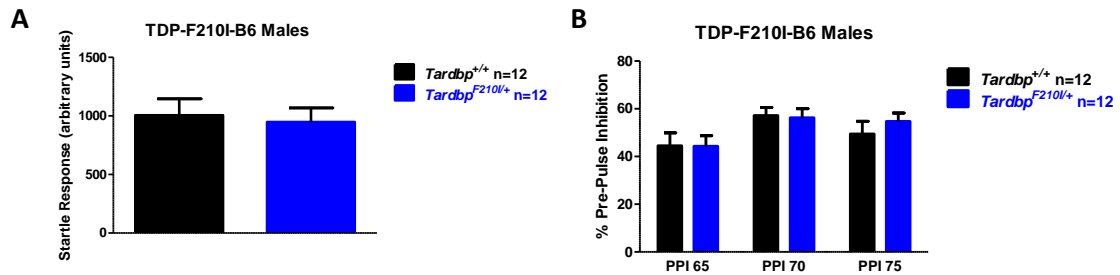 A
TDP-F210I-B6 Males
Startle Response (arbitrary units)
1500
1000
500
0
Tardbp+/+ n=12
TardbpF210I/+ n=12
B
TDP-F210I-B6 Males
% Pre-Pulse Inhibition
80
60
40
20
0
PPI 65 PPI 70 PPI 75
Tardbp+/+ n=12
TardbpF210I/+ n=12